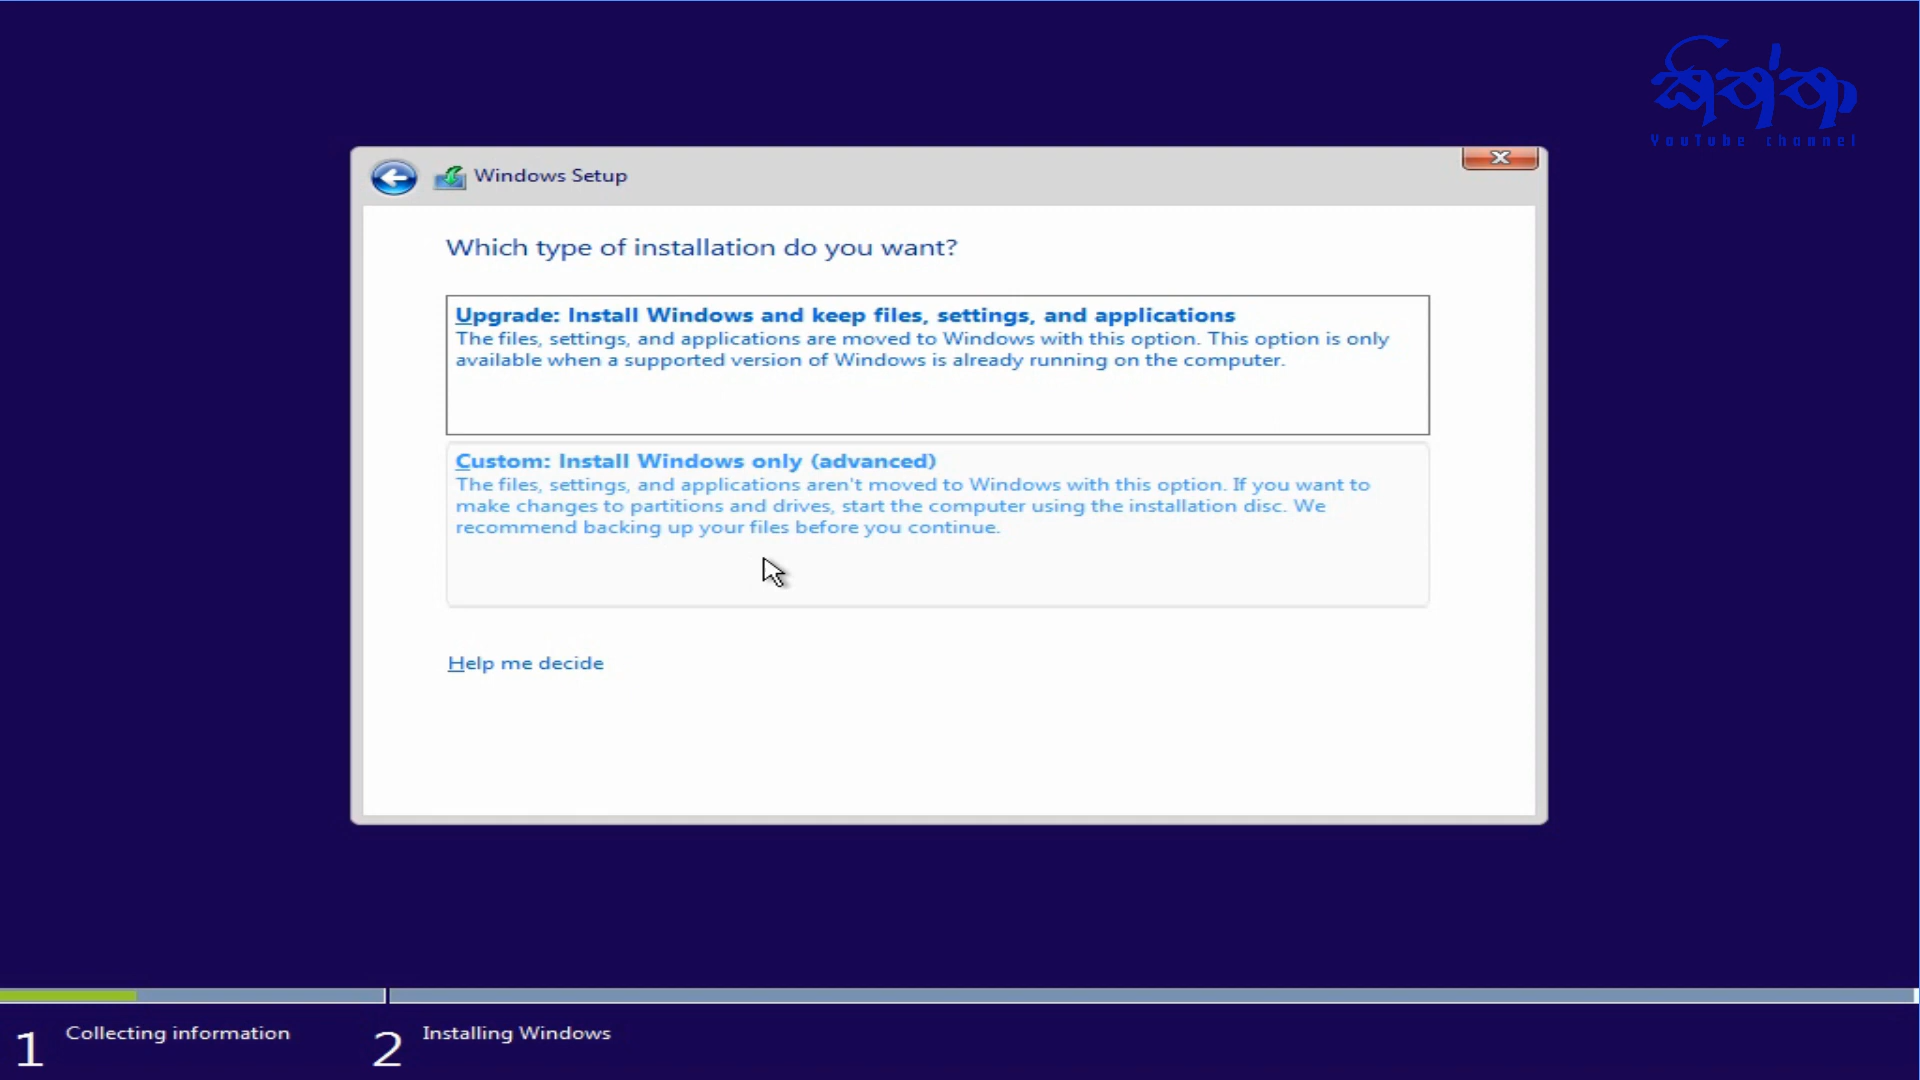 YouTube channel
Windows Setup
Which type of installation do you want?
Upgrade: Install Windows and keep files, settings, and applications
The files, settings, and applications are moved to Windows with this option. This option is only
available when a supported version of Windows is already running on the computer.
Custom: Install Windows only (advanced)
The files, settings, and applications aren't moved to Windows with this option. If you want to
make changes to partitions and drives, start the computer using the installation disc. We
recommend backing up your files before you continue.
Help me decide
1 Collecting information
2 Installing Windows